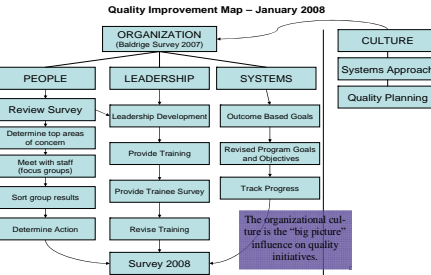 Quality Improvement Map – January 2008
ORGANIZATION
(Baldrige Survey 2007)
CULTURE
Systems Approach
Quality Planning
PEOPLE
LEADERSHIP
SYSTEMS
Review Survey
Leadership Development
Outcome Based Goals
Determine top areas
of concern
Provide Training
Revised Program Goals
and Objectives
Meet with staff
(focus groups)
Sort group results
Provide Trainee Survey
Track Progress
Determine Action
Revise Training
Survey 2008
The organizational cul-
ture is the “big picture”
influence on quality
initiatives.